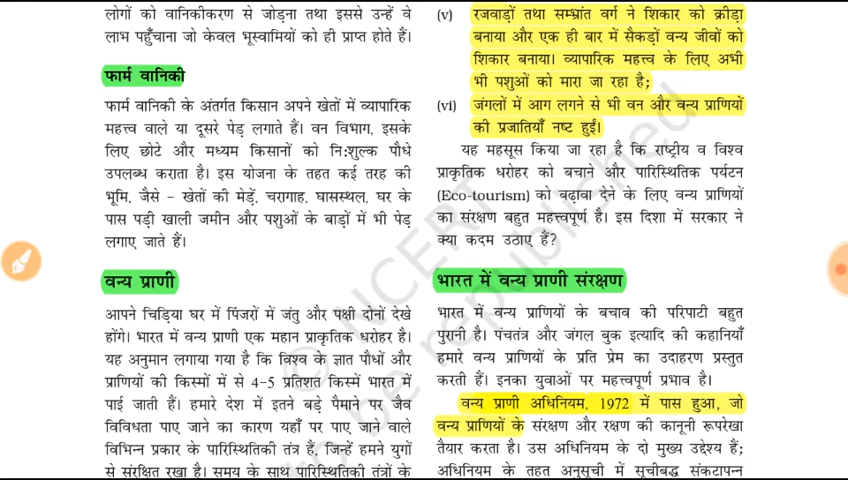 लोगों को वानिकीकरण से जोड़ना तथा इससे उन्हें वे
लाभ पहुँचाना जो केवल भूस्वामियों को ही प्राप्त होते हैं।
फार्म वानिकी
फार्म वानिकी के अंतर्गत किसान अपने खेतों में व्यापारिक
महत्त्व वाले या दूसरे पेड़ लगाते हैं। वन विभाग, इसके
लिए छोटे और मध्यम किसानों को नि:शुल्क पौधे
उपलब्ध कराता है। इस योजना के तहत कई तरह की
भूमि, जैसे – खेतों की मेड़ें, चरागाह, घासस्थल, घर के
पास पड़ी खाली जमीन और पशुओं के बाड़ों में भी पेड़
लगाए जाते हैं।
वन्य प्राणी
आपने चिड़िया घर में पिंजरों में जंतु और पक्षी दोनों देखे
होंगे। भारत में वन्य प्राणी एक महान प्राकृतिक धरोहर है।
यह अनुमान लगाया गया है कि विश्व के ज्ञात पौधों और
प्राणियों की किस्मों में से 4-5 प्रतिशत किस्में भारत में
पाई जाती हैं। हमारे देश में इतने बड़े पैमाने पर जैव
विविधता पाए जाने का कारण यहाँ पर पाए जाने वाले
विभिन्न प्रकार के पारिस्थितिकी तंत्र हैं, जिन्हें हमने युगों
से संरक्षित रखा है। समय के साथ पारिस्थितिकी तंत्रों के
(v) रजवाड़ों तथा सम्भ्रांत वर्ग ने शिकार को क्रीड़ा
बनाया और एक ही बार में सैकड़ों वन्य जीवों को
शिकार बनाया। व्यापारिक महत्त्व के लिए अभी
भी पशुओं को मारा जा रहा है;
(vi) जंगलों में आग लगने से भी वन और वन्य प्राणियों
की प्रजातियाँ नष्ट हुईं।
यह महसूस किया जा रहा है कि राष्ट्रीय व विश्व
प्राकृतिक धरोहर को बचाने और पारिस्थितिक पर्यटन
(Eco-tourism) को बढ़ावा देने के लिए वन्य प्राणियों
का संरक्षण बहुत महत्त्वपूर्ण है। इस दिशा में सरकार ने
क्या कदम उठाए हैं?
भारत में वन्य प्राणी संरक्षण
भारत में वन्य प्राणियों के बचाव की परिपाटी बहुत
पुरानी है। पंचतंत्र और जंगल बुक इत्यादि की कहानियाँ
हमारे वन्य प्राणियों के प्रति प्रेम का उदाहरण प्रस्तुत
करती हैं। इनका युवाओं पर महत्त्वपूर्ण प्रभाव है।
वन्य प्राणी अधिनियम, 1972 में पास हुआ, जो
वन्य प्राणियों के संरक्षण और रक्षण की कानूनी रूपरेखा
तैयार करता है। उस अधिनियम के दो मुख्य उद्देश्य हैं;
अधिनियम के तहत अनुसूची में सूचीबद्ध संकटापन्न
© NCERT
to be republished